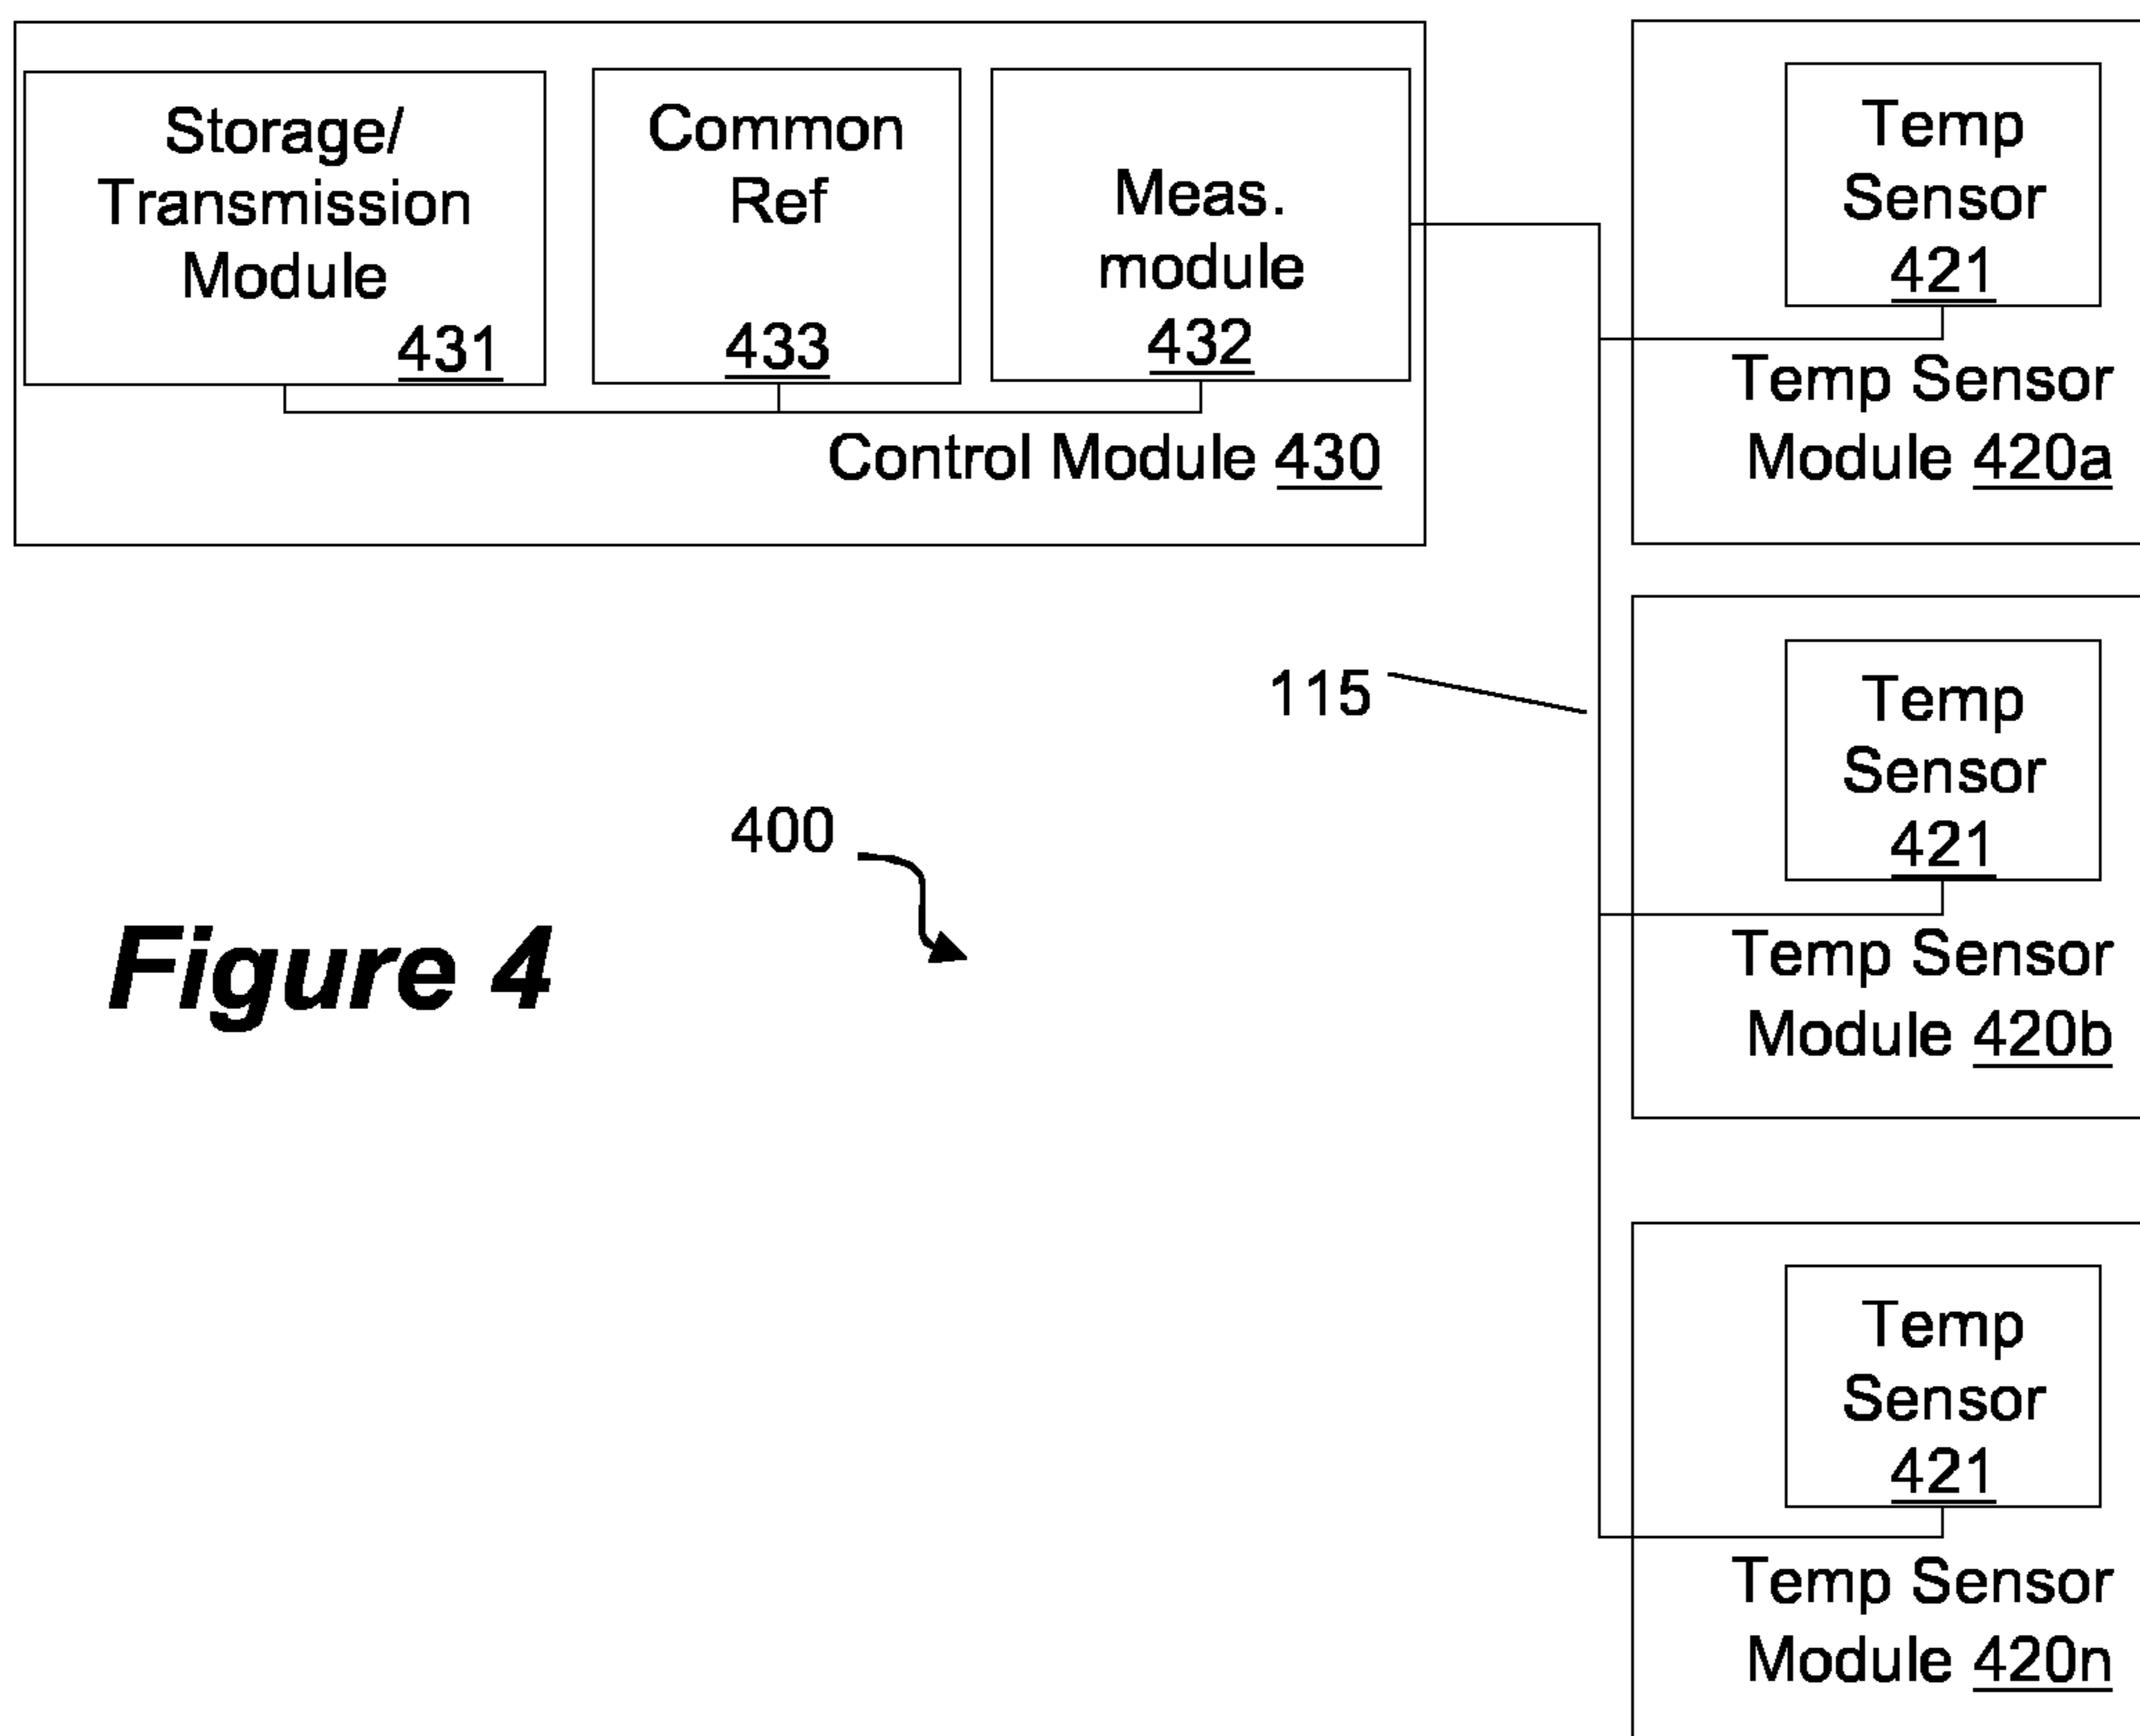 Storage/
Transmission
Module
431
Common
Ref
433
Meas.
module
432
Control Module 430
Temp
Sensor
421
Temp Sensor
Module 420a
115
Temp
Sensor
421
Temp Sensor
Module 420b
400
Figure 4
Temp
Sensor
421
Temp Sensor
Module 420n